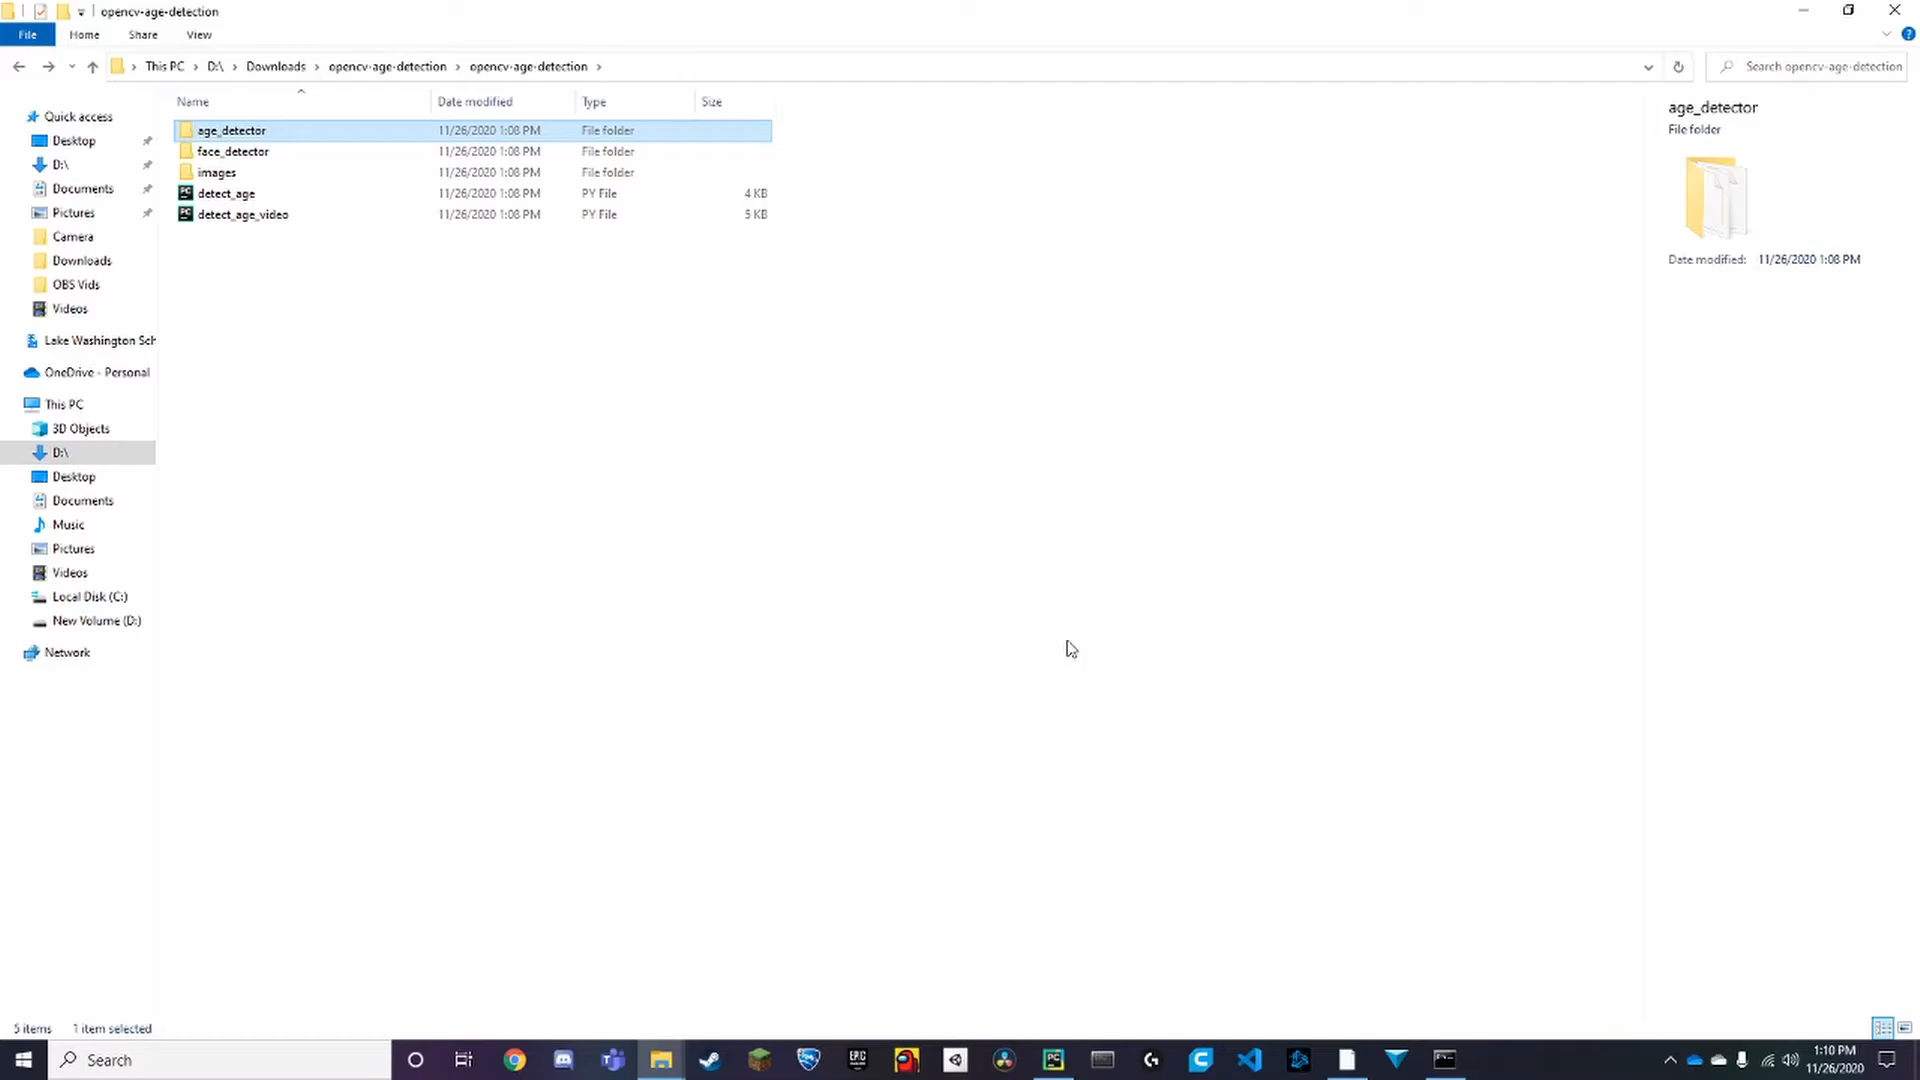 opencv-age-detection
File Home Share View
This PC D:\ Downloads opencv-age-detection opencv-age-detection
Search opencv-age-detection
Name Date modified Type Size
age_detector 11/26/2020 1:08 PM File folder
face_detector 11/26/2020 1:08 PM File folder
images 11/26/2020 1:08 PM File folder
detect_age 11/26/2020 1:08 PM PY File 4 KB
detect_age_video 11/26/2020 1:08 PM PY File 5 KB
Quick access
Desktop
D:\
Documents
Pictures
Camera
Downloads
OBS Vids
Videos
Lake Washington Sch
OneDrive - Personal
This PC
3D Objects
D:\
Desktop
Documents
Music
Pictures
Videos
Local Disk (C:)
New Volume (D:)
Network
age_detector
File folder
Date modified: 11/26/2020 1:08 PM
5 items 1 item selected
Search
EPIC
GAMES
PC
1:10 PM
11/26/2020